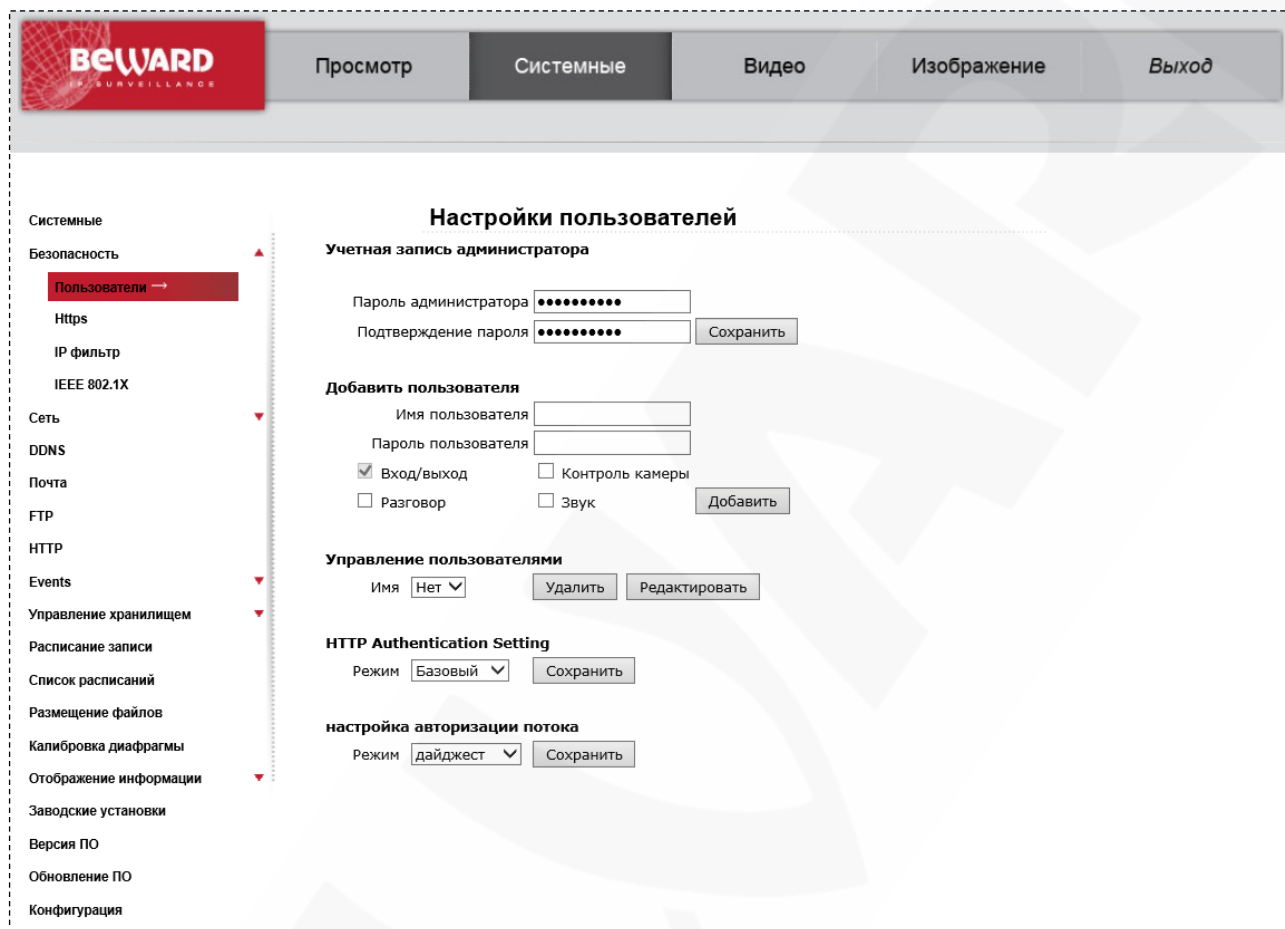 BEWARD
IP SURVEILLANCE
Просмотр
Системные
Видео
Изображение
Выход
Системные
Безопасность
Пользователи →
Https
IP фильтр
IEEE 802.1X
Сеть
DDNS
Почта
FTP
HTTP
Events
Управление хранилищем
Расписание записи
Список расписаний
Размещение файлов
Калибровка диафрагмы
Отображение информации
Заводские установки
Версия ПО
Обновление ПО
Конфигурация
Настройки пользователей
Учетная запись администратора
Пароль администратора ••••••••••
Подтверждение пароля •••••••••• Сохранить
Добавить пользователя
Имя пользователя
Пароль пользователя
Вход/выход Контроль камеры
Разговор Звук Добавить
Управление пользователями
Имя Нет Удалить Редактировать
HTTP Authentication Setting
Режим Базовый Сохранить
настройка авторизации потока
Режим дайджест Сохранить